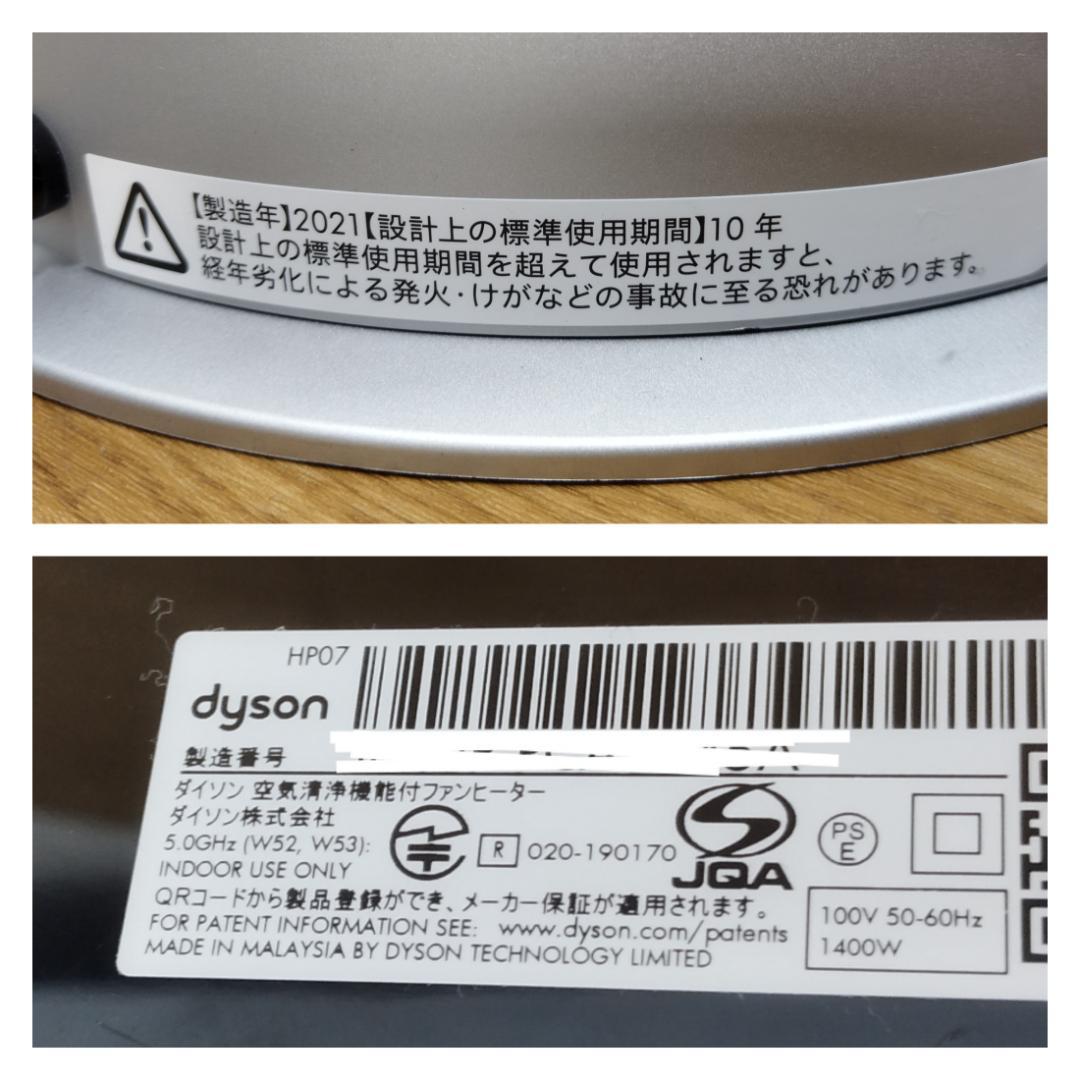 【製造年】2021【設計上の標準使用期間】10 年
設計上の標準使用期間を超えて使用されますと、
経年劣化による発火・けがなどの事故に至る恐れがあります。
HP07
dyson
製造番号
ダイソン 空気清浄機能付ファンヒーター
ダイソン株式会社
5.0GHz (W52, W53):
INDOOR USE ONLY
R 020-190170
JQA
PS
E
QRコードから製品登録ができ、メーカー保証が適用されます。
FOR PATENT INFORMATION SEE: www.dyson.com/patents
MADE IN MALAYSIA BY DYSON TECHNOLOGY LIMITED
100V 50-60Hz
1400W